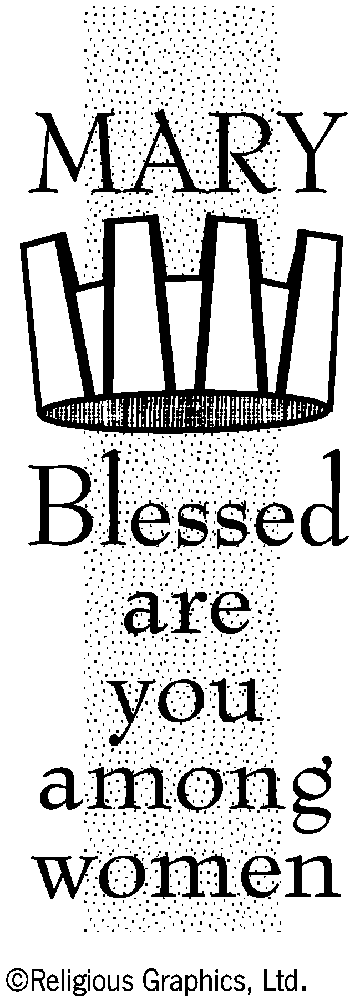 MARY
Blessed
are
you
among
women
©Religious Graphics, Ltd.